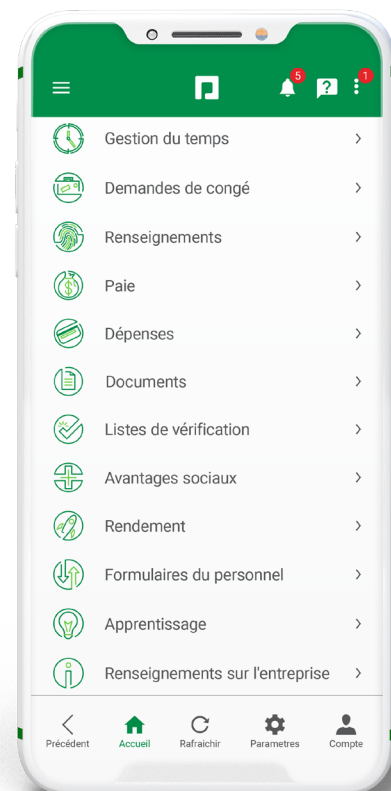 5
1
?
Gestion du temps
Demandes de congé
Renseignements
$
Paie
Dépenses
Documents
Listes de vérification
Avantages sociaux
Rendement
Formulaires du personnel
Apprentissage
Renseignements sur l'entreprise
Précédent Accueil Rafraichir Parametres Compte